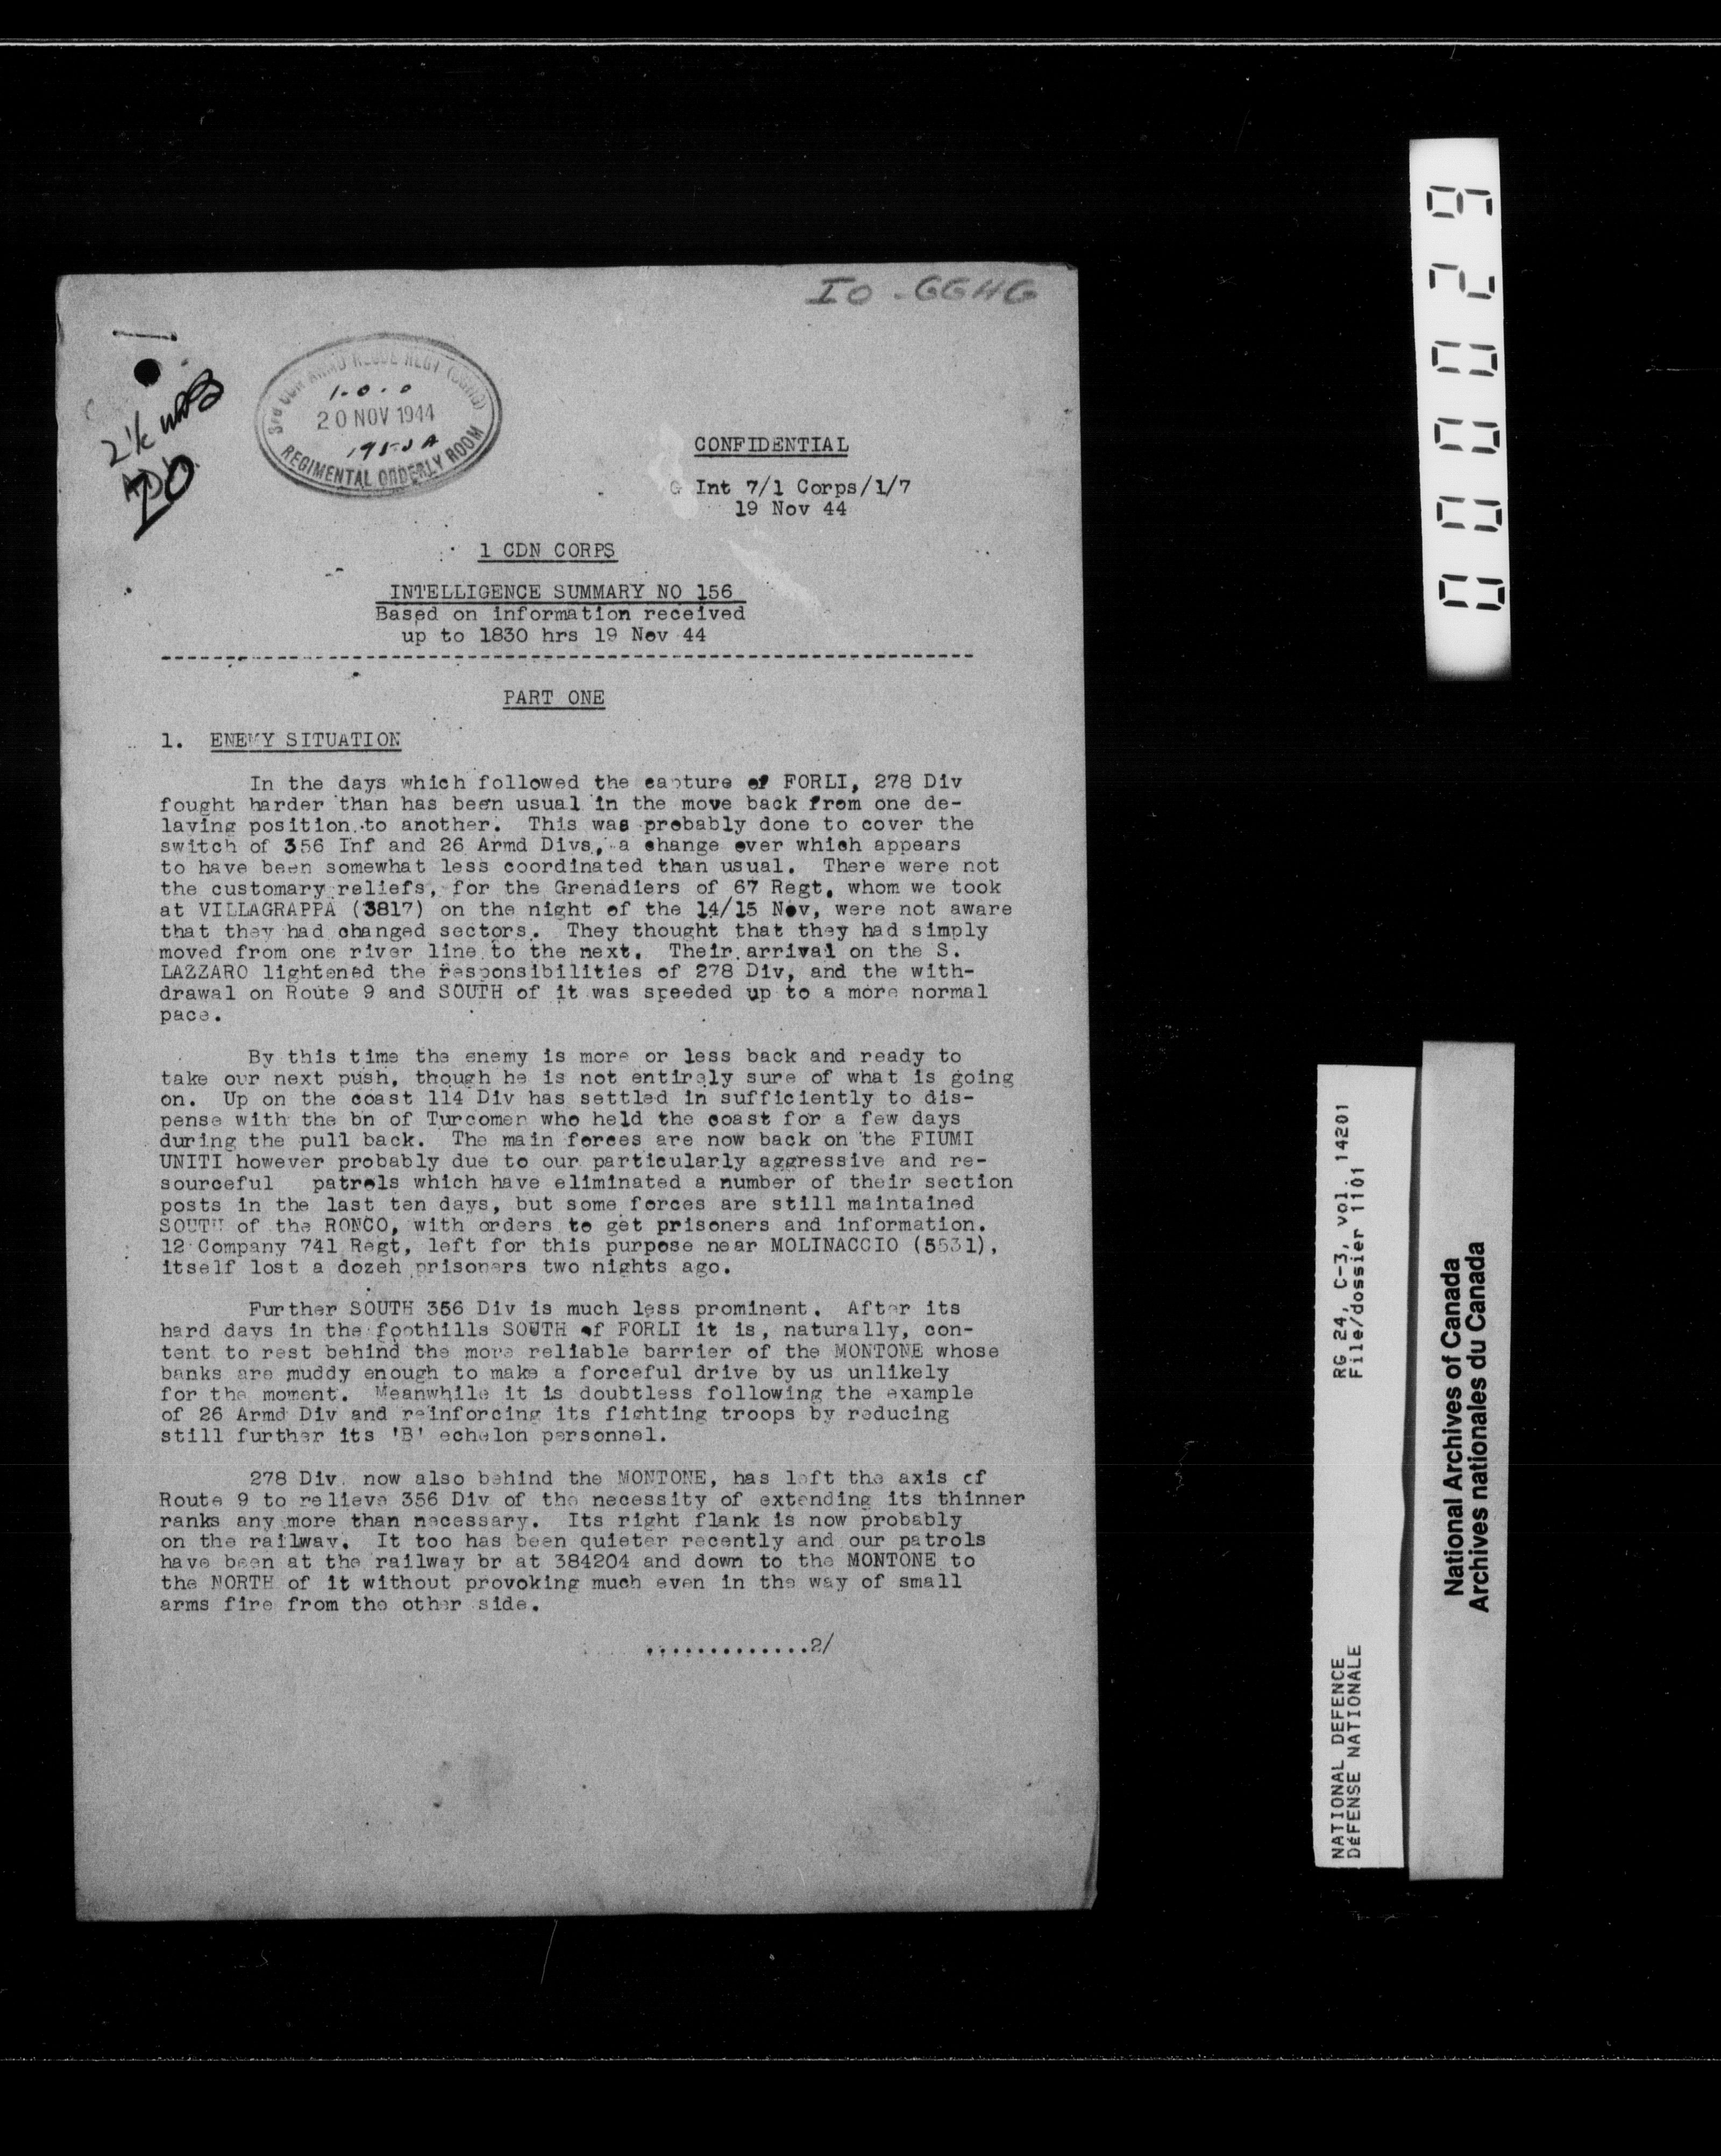 IO - GGHG
2 1/2
20
1.0.0
20 NOV 1944
REGIMENTAL ORDERLY ROOM
CONFIDENTIAL
G Int 7/1 Corps/1/7
19 Nov 44
1 CDN CORPS
INTELLIGENCE SUMMARY NO 156
Based on information received
up to 1830 hrs 19 Nov 44
PART ONE
1. ENEMY SITUATION
In the days which followed the capture of FORLI, 278 Div
fought harder than has been usual in the move back from one de-
laying position to another. This was probably done to cover the
switch of 356 Inf and 26 Armd Divs, a change over which appears
to have been somewhat less coordinated than usual. There were not
the customary reliefs, for the Grenadiers of 67 Regt, whom we took
at VILLAGRAPPA (3817) on the night of the 14/15 Nov, were not aware
that they had changed sectors. They thought that they had simply
moved from one river line to the next. Their arrival on the S.
LAZZARO lightened the responsibilities of 278 Div, and the with-
drawal on Route 9 and SOUTH of it was speeded up to a more normal
pace.
By this time the enemy is more or less back and ready to
take our next push, though he is not entirely sure of what is going
on. Up on the coast 114 Div has settled in sufficiently to dis-
pense with the bn of Turcomer who held the coast for a few days
during the pull back. The main forces are now back on the FIUMI
UNITI however probably due to our particularly aggressive and re-
sourceful patrols which have eliminated a number of their section
posts in the last ten days, but some forces are still maintained
SOUTH of the RONCO, with orders to get prisoners and information.
12 Company 741 Regt, left for this purpose near MOLINACCIO (5531),
itself lost a dozeh prisoners two nights ago.
Further SOUTH 356 Div is much less prominent. After its
hard days in the foothills SOUTH of FORLI it is, naturally, con-
tent to rest behind the more reliable barrier of the MONTONE whose
banks are muddy enough to make a forceful drive by us unlikely
for the moment. Meanwhile it is doubtless following the example
of 26 Armd Div and reinforcing its fighting troops by reducing
still further its 'B' echelon personnel.
278 Div, now also behind the MONTONE, has left the axis of
Route 9 to relieve 356 Div of the necessity of extending its thinner
ranks any more than necessary. Its right flank is now probably
on the railway. It too has been quieter recently and our patrols
have been at the railway br at 384204 and down to the MONTONE to
the NORTH of it without provoking much even in the way of small
arms fire from the other side.
.............2/
000029
RG 24, C-3, vol. 14201
File/dossier 1101
NATIONAL DEFENCE
DéFENSE NATIONALE
National Archives of Canada
Archives nationales du Canada